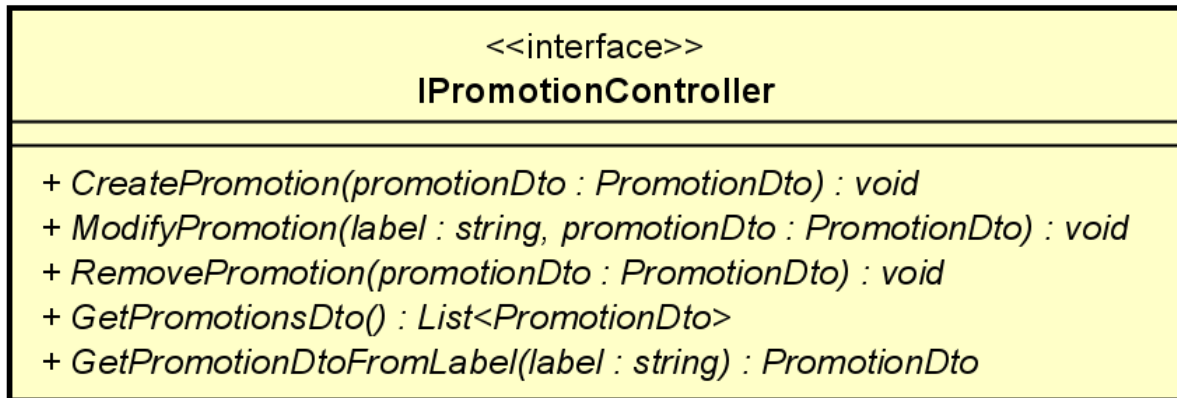 <<interface>>
IPromotionController
+ CreatePromotion(promotionDto : PromotionDto) : void
+ ModifyPromotion(label : string, promotionDto : PromotionDto) : void
+ RemovePromotion(promotionDto : PromotionDto) : void
+ GetPromotionsDto() : List<PromotionDto>
+ GetPromotionDtoFromLabel(label : string) : PromotionDto